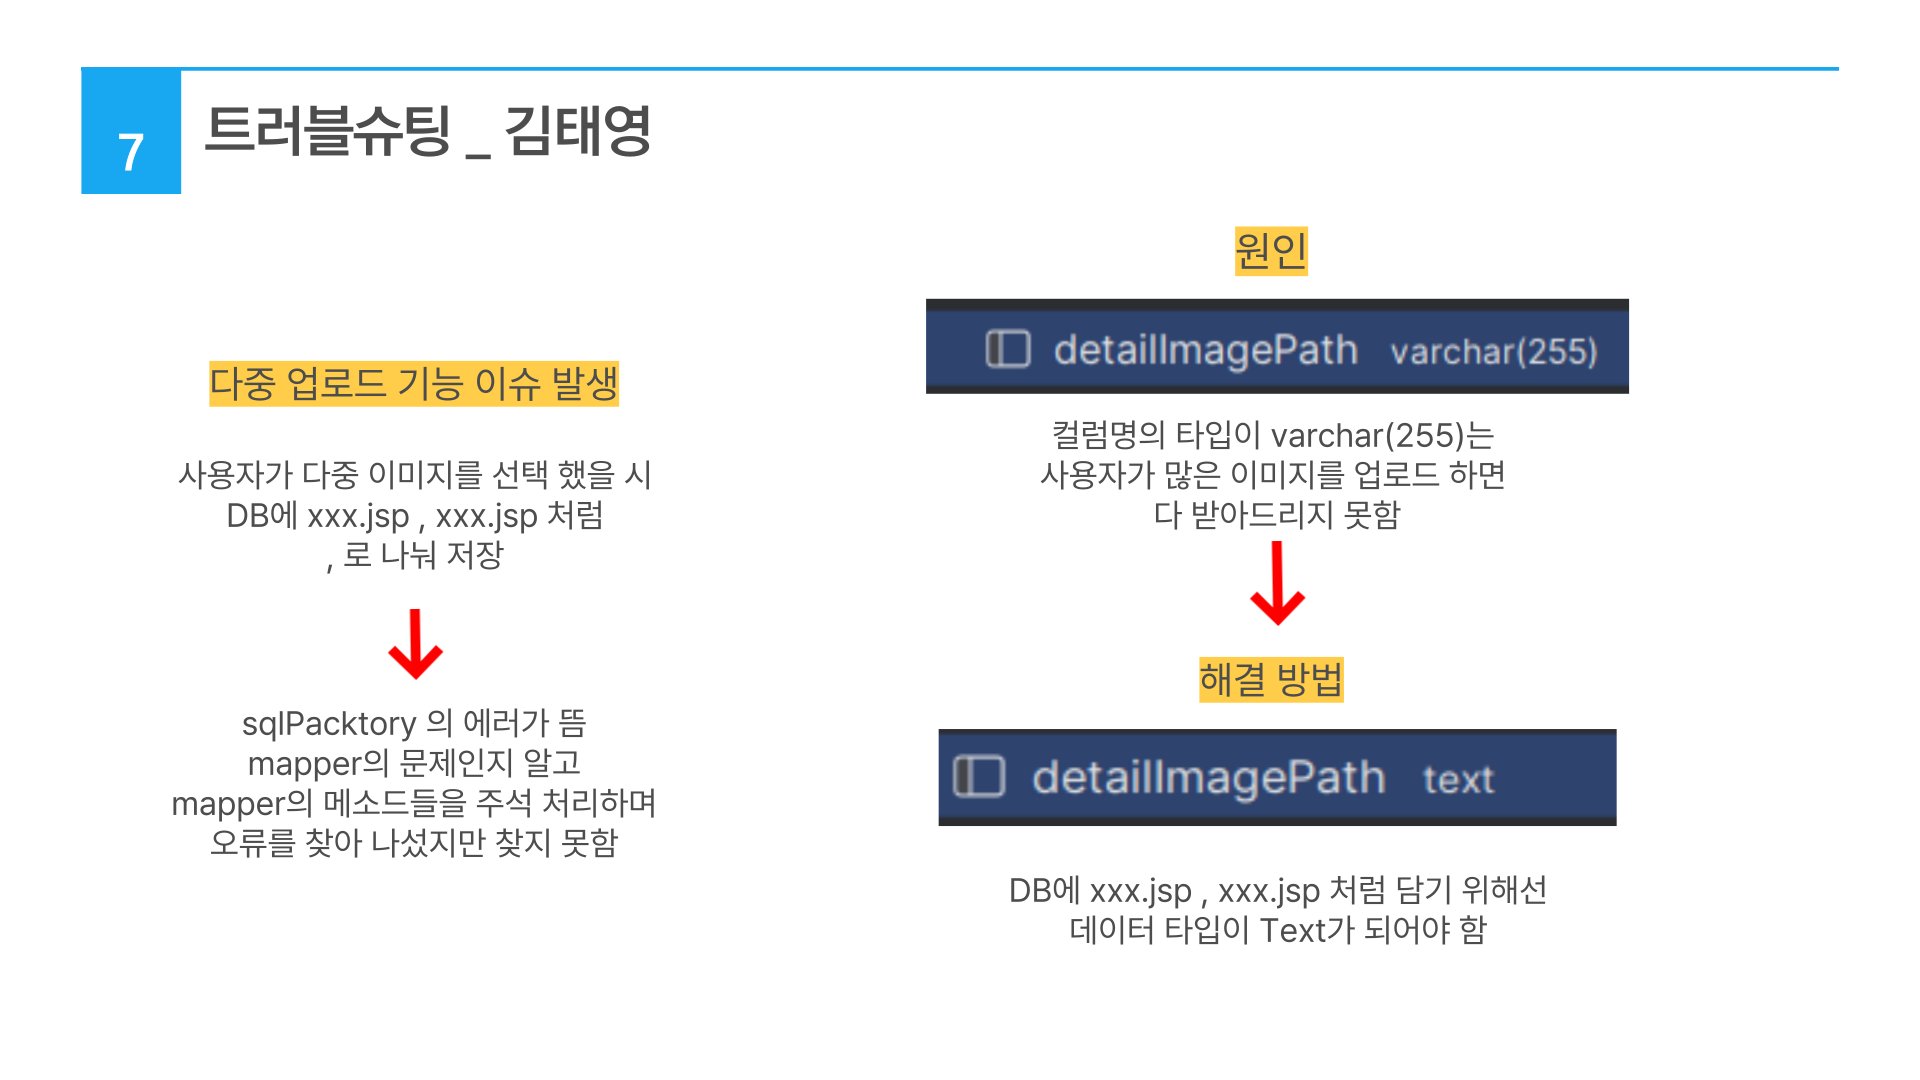 7
트러블슈팅 _ 김태영
다중 업로드 기능 이슈 발생
사용자가 다중 이미지를 선택 했을 시
DB에 xxx.jsp , xxx.jsp 처럼
, 로 나눠 저장
sqlPacktory 의 에러가 뜸
mapper의 문제인지 알고
mapper의 메소드들을 주석 처리하며
오류를 찾아 나섰지만 찾지 못함
원인
detailImagePath varchar(255)
컬럼명의 타입이 varchar(255)는
사용자가 많은 이미지를 업로드 하면
다 받아드리지 못함
해결 방법
detailImagePath text
DB에 xxx.jsp , xxx.jsp 처럼 담기 위해선
데이터 타입이 Text가 되어야 함